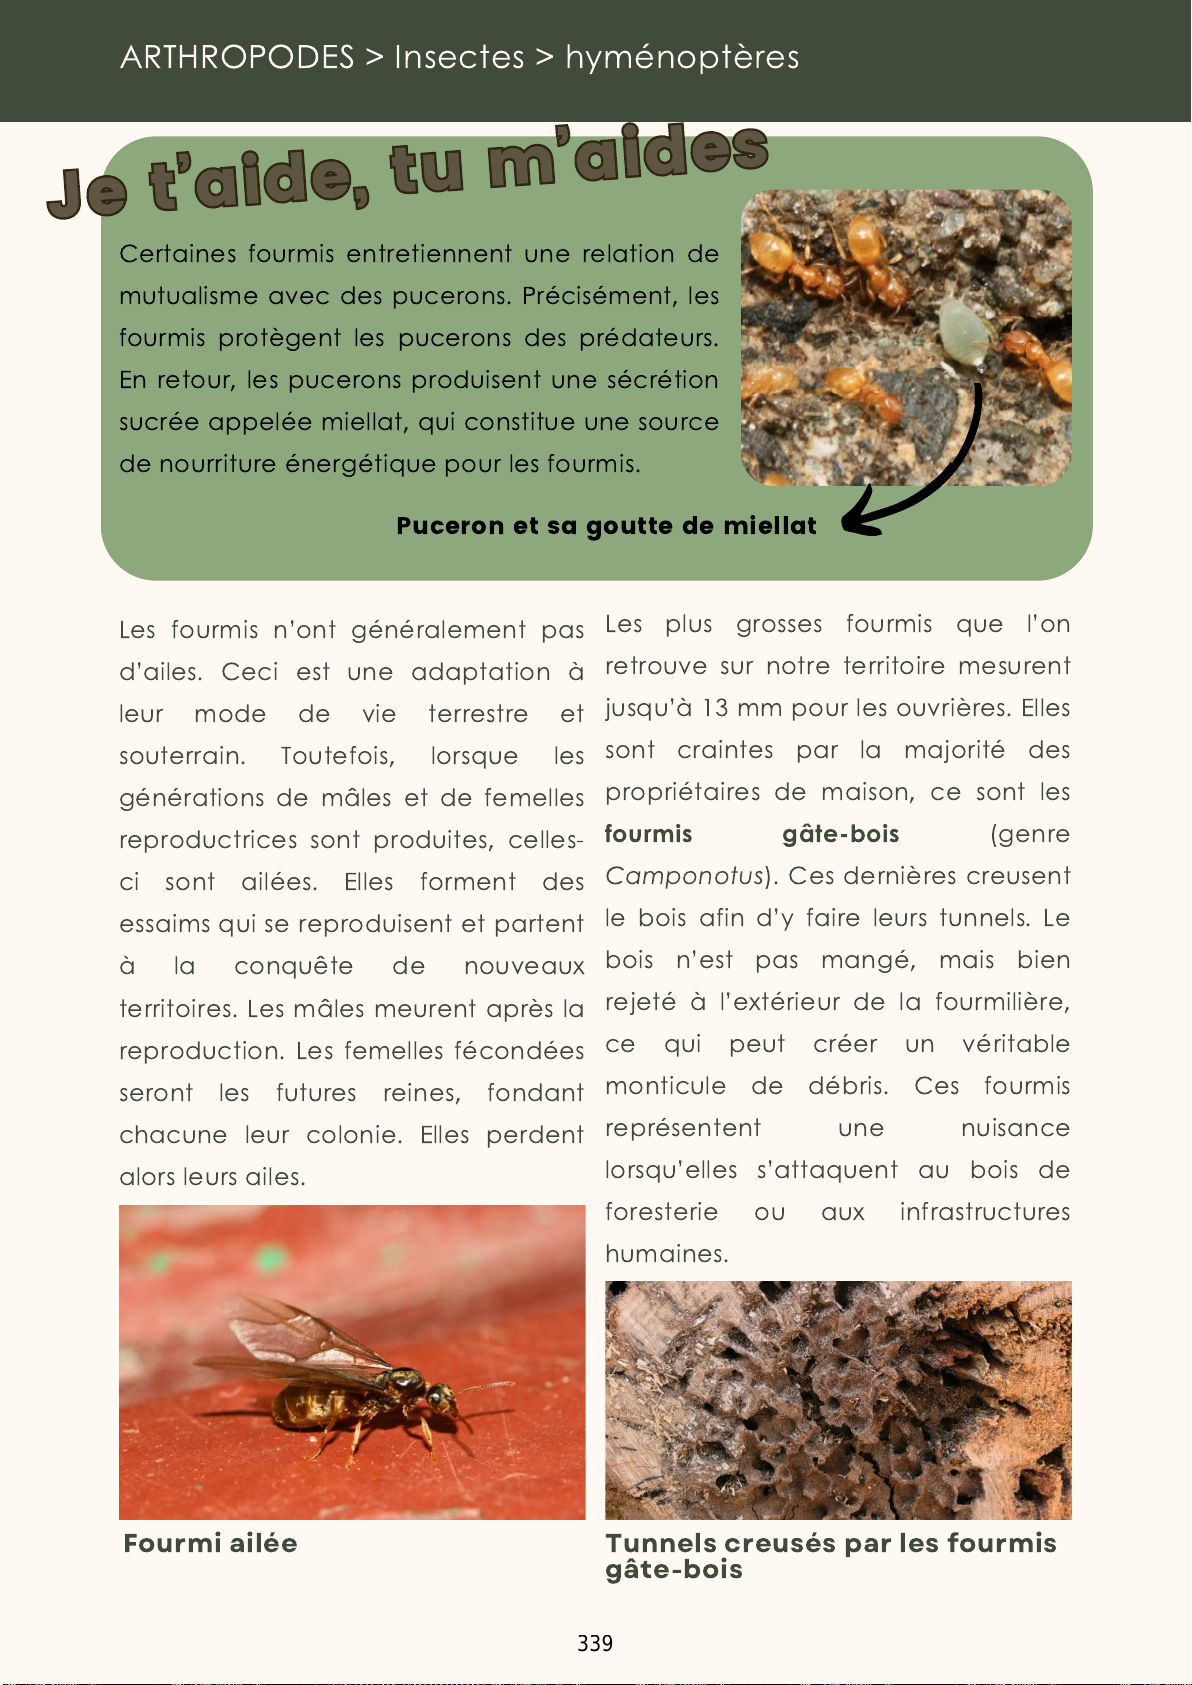 ARTHROPODES > Insectes > hyménoptères
Je t'aide, tu m'aides
Certaines fourmis entretiennent une relation de
mutualisme avec des pucerons. Précisément, les
fourmis protègent les pucerons des prédateurs.
En retour, les pucerons produisent une sécrétion
sucrée appelée miellat, qui constitue une source
de nourriture énergétique pour les fourmis.
Puceron et sa goutte de miellat
Les fourmis n'ont généralement pas
d'ailes. Ceci est une adaptation à
leur mode de vie terrestre et
souterrain. Toutefois, lorsque les
générations de mâles et de femelles
reproductrices sont produites, celles-
ci sont ailées. Elles forment des
essaims qui se reproduisent et partent
à la conquête de nouveaux
territoires. Les mâles meurent après la
reproduction. Les femelles fécondées
seront les futures reines, fondant
chacune leur colonie. Elles perdent
alors leurs ailes.
Fourmi ailée
Les plus grosses fourmis que l'on
retrouve sur notre territoire mesurent
jusqu'à 13 mm pour les ouvrières. Elles
sont craintes par la majorité des
propriétaires de maison, ce sont les
fourmis gâte-bois (genre
Camponotus). Ces dernières creusent
le bois afin d'y faire leurs tunnels. Le
bois n'est pas mangé, mais bien
rejeté à l'extérieur de la fourmilière,
ce qui peut créer un véritable
monticule de débris. Ces fourmis
représentent une nuisance
lorsqu'elles s'attaquent au bois de
foresterie ou aux infrastructures
humaines.
Tunnels creusés par les fourmis
gâte-bois
339